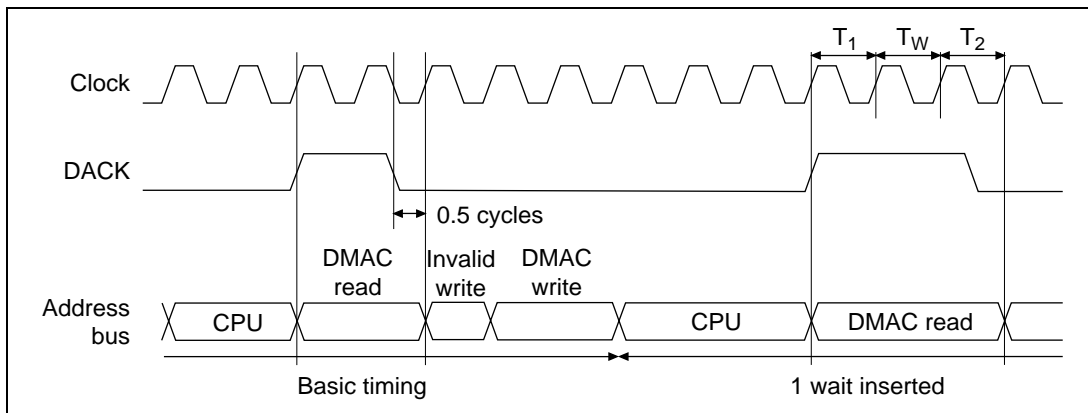 T1 TW T2
Clock
DACK
0.5 cycles
DMAC read
Invalid write
DMAC write
Address bus
CPU
CPU
DMAC read
Basic timing
1 wait inserted